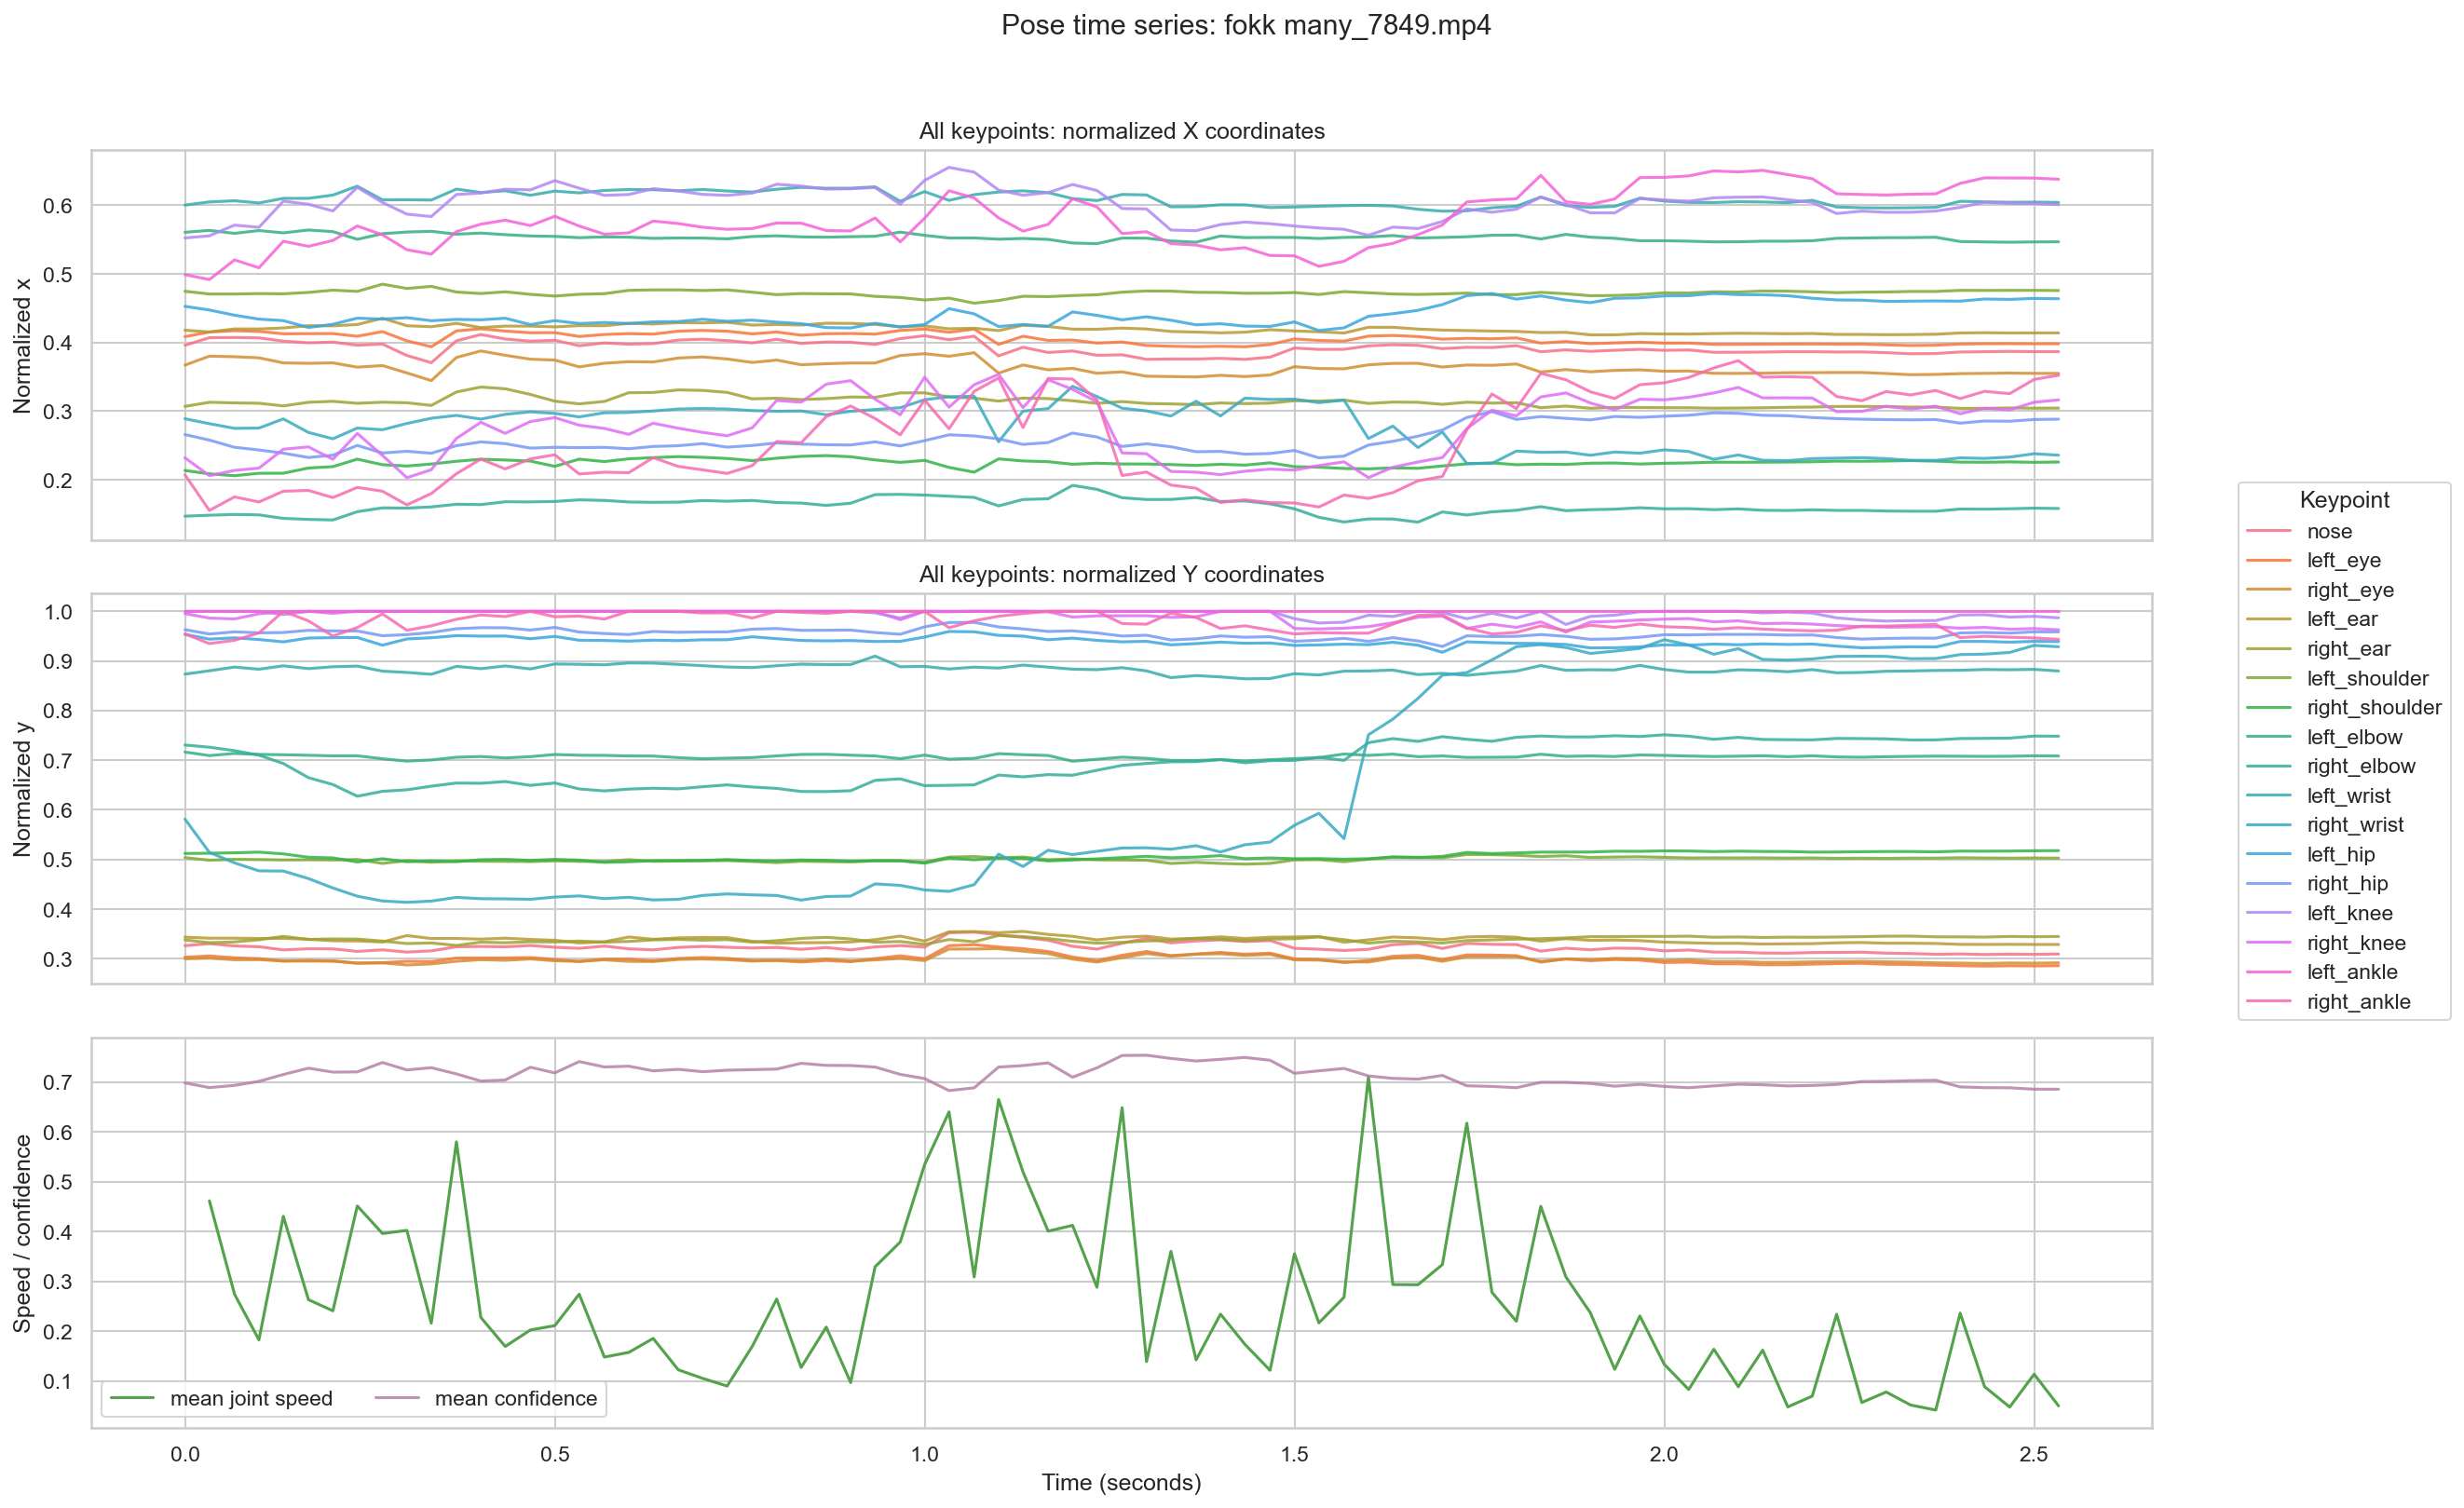 Pose time series: fokk many_7849.mp4
All keypoints: normalized X coordinates
Normalized x
0.6
0.5
0.4
0.3
0.2
All keypoints: normalized Y coordinates
Normalized y
1.0
0.9
0.8
0.7
0.6
0.5
0.4
0.3
Keypoint
nose
left_eye
right_eye
left_ear
right_ear
left_shoulder
right_shoulder
left_elbow
right_elbow
left_wrist
right_wrist
left_hip
right_hip
left_knee
right_knee
left_ankle
right_ankle
Speed / confidence
0.7
0.6
0.5
0.4
0.3
0.2
0.1
mean joint speed mean confidence
0.0 0.5 1.0 1.5 2.0 2.5
Time (seconds)